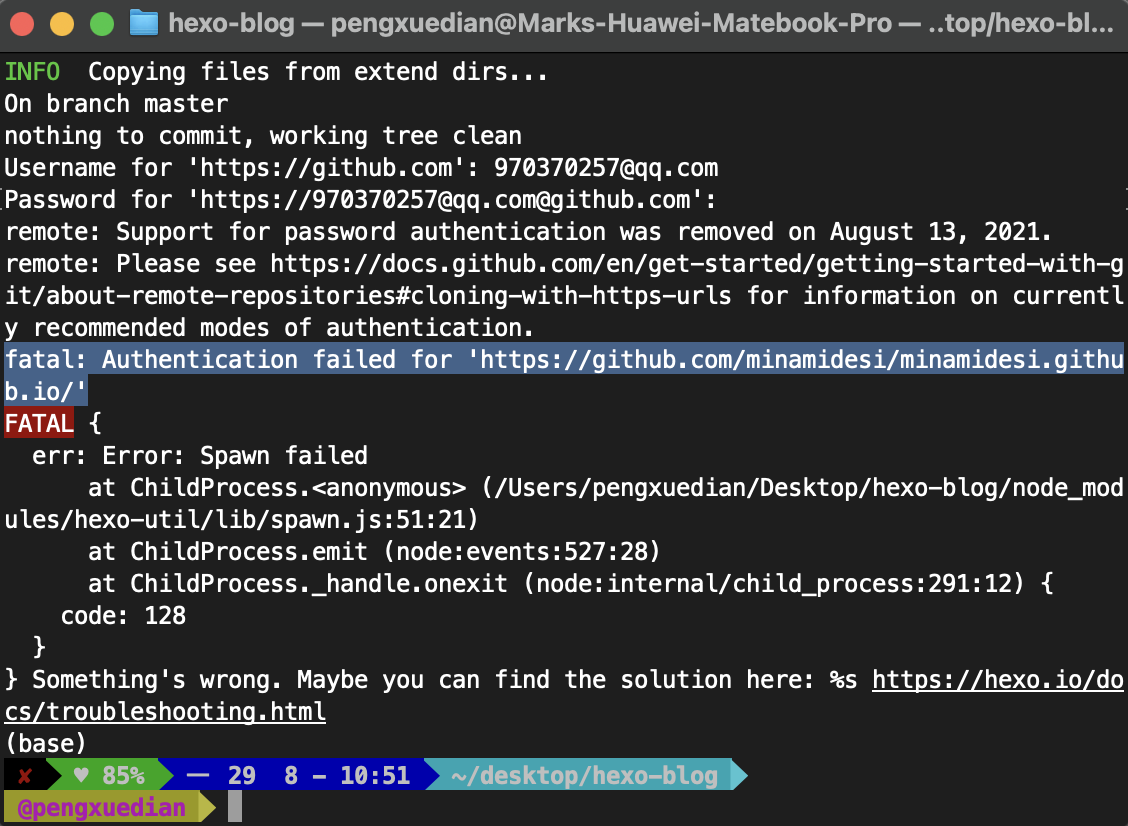 hexo-blog — pengxuedian@Marks-Huawei-Matebook-Pro — ..top/hexo-bl...
INFO  Copying files from extend dirs...
On branch master
nothing to commit, working tree clean
Username for 'https://github.com': 970370257@qq.com
Password for 'https://970370257@qq.com@github.com':
remote: Support for password authentication was removed on August 13, 2021.
remote: Please see https://docs.github.com/en/get-started/getting-started-with-g
it/about-remote-repositories#cloning-with-https-urls for information on currentl
y recommended modes of authentication.
fatal: Authentication failed for 'https://github.com/minamidesi/minamidesi.githu
b.io/'
FATAL {
  err: Error: Spawn failed
      at ChildProcess.<anonymous> (/Users/pengxuedian/Desktop/hexo-blog/node_mod
ules/hexo-util/lib/spawn.js:51:21)
      at ChildProcess.emit (node:events:527:28)
      at ChildProcess._handle.onexit (node:internal/child_process:291:12) {
    code: 128
  }
} Something's wrong. Maybe you can find the solution here: %s https://hexo.io/do
cs/troubleshooting.html
(base)
✘ ♥ 85% — 29  8 – 10:51 ~/desktop/hexo-blog
@pengxuedian